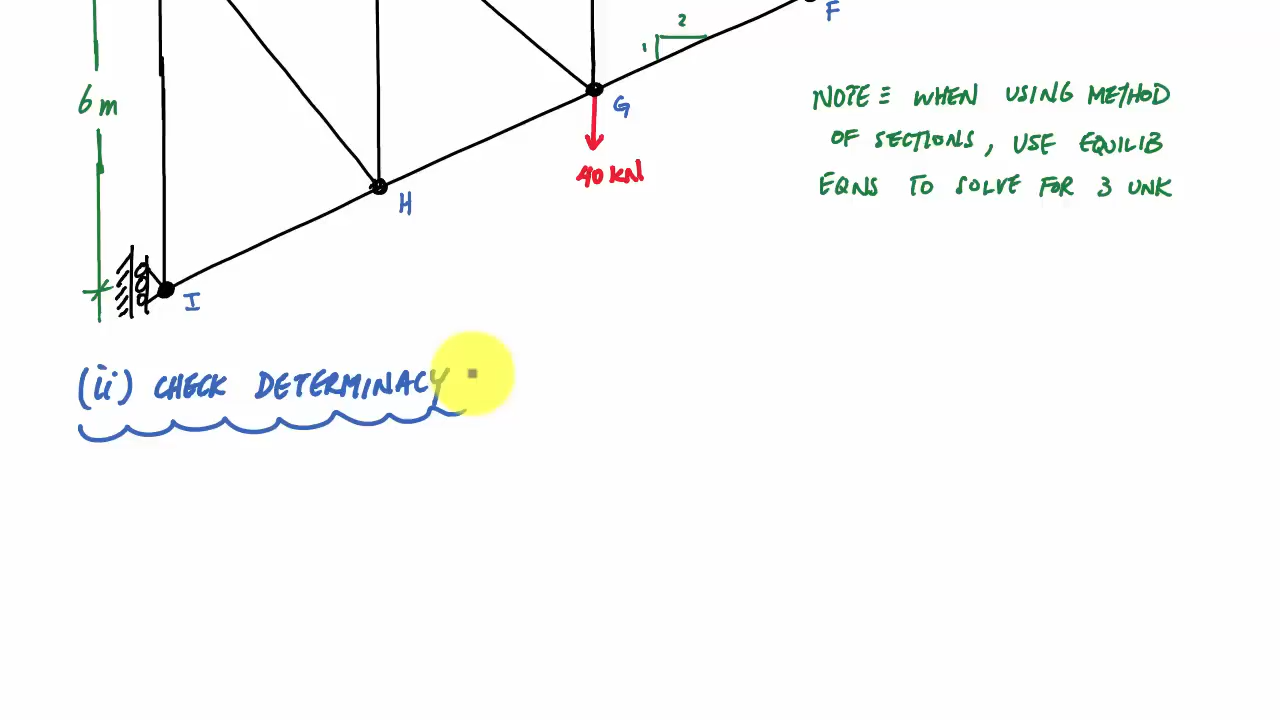 2
F
1
6 m
G
NOTE : WHEN USING METHOD
OF SECTIONS, USE EQUILIB
EQNS TO SOLVE FOR 3 UNK
40 KN
H
I
(ii) CHECK DETERMINACY